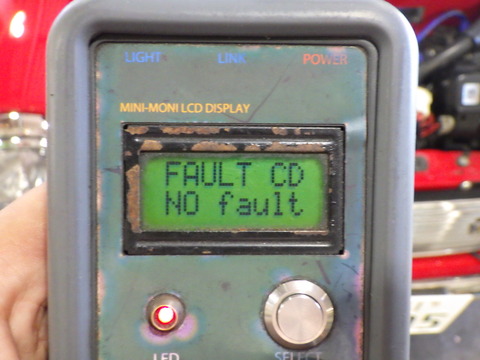 LIGHT LINK POWER
MINI-MONI LCD DISPLAY
FAULT CD
NO fault
LED SELECT